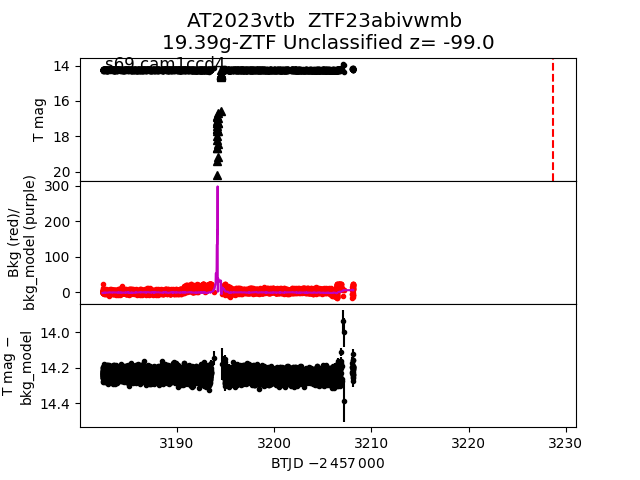 AT2023vtb  ZTF23abivwmb
19.39g-ZTF Unclassified z= -99.0
s69 cam1ccd4
T mag
14
16
18
20
Bkg (red)/
bkg_model (purple)
300
200
100
0
T mag −
bkg_model
14.0
14.2
14.4
3190 3200 3210 3220 3230
BTJD −2 457 000